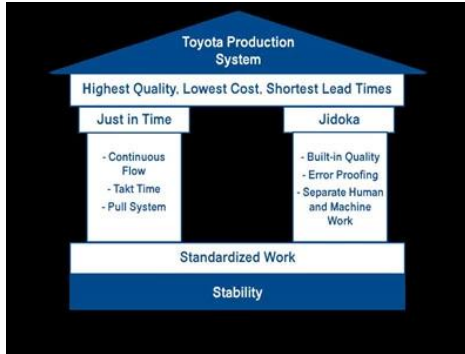 Toyota Production
System
Highest Quality, Lowest Cost, Shortest Lead Times
Just in Time
- Continuous
Flow
- Takt Time
- Pull System
Jidoka
- Built-in Quality
- Error Proofing
- Separate Human
and Machine
Work
Standardized Work
Stability